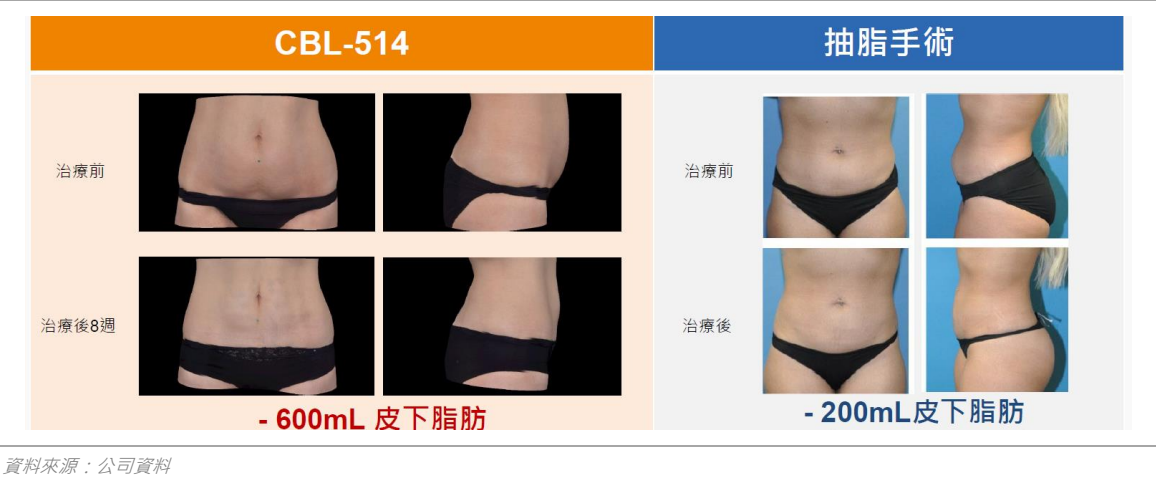 CBL-514
抽脂手術
治療前
治療前
治療後8週
治療後
- 600mL 皮下脂肪
- 200mL皮下脂肪
資料來源：公司資料